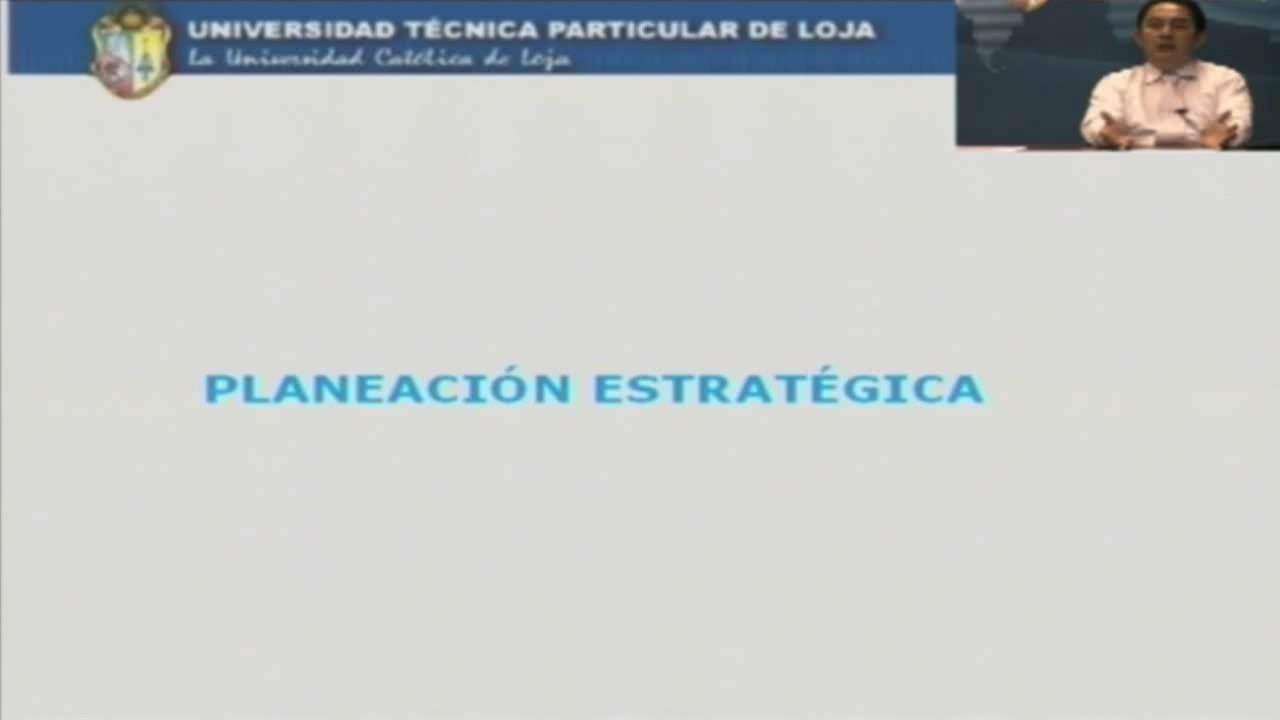 UNIVERSIDAD TÉCNICA PARTICULAR DE LOJA
La Universidad Católica de Loja
PLANEACIÓN ESTRATÉGICA